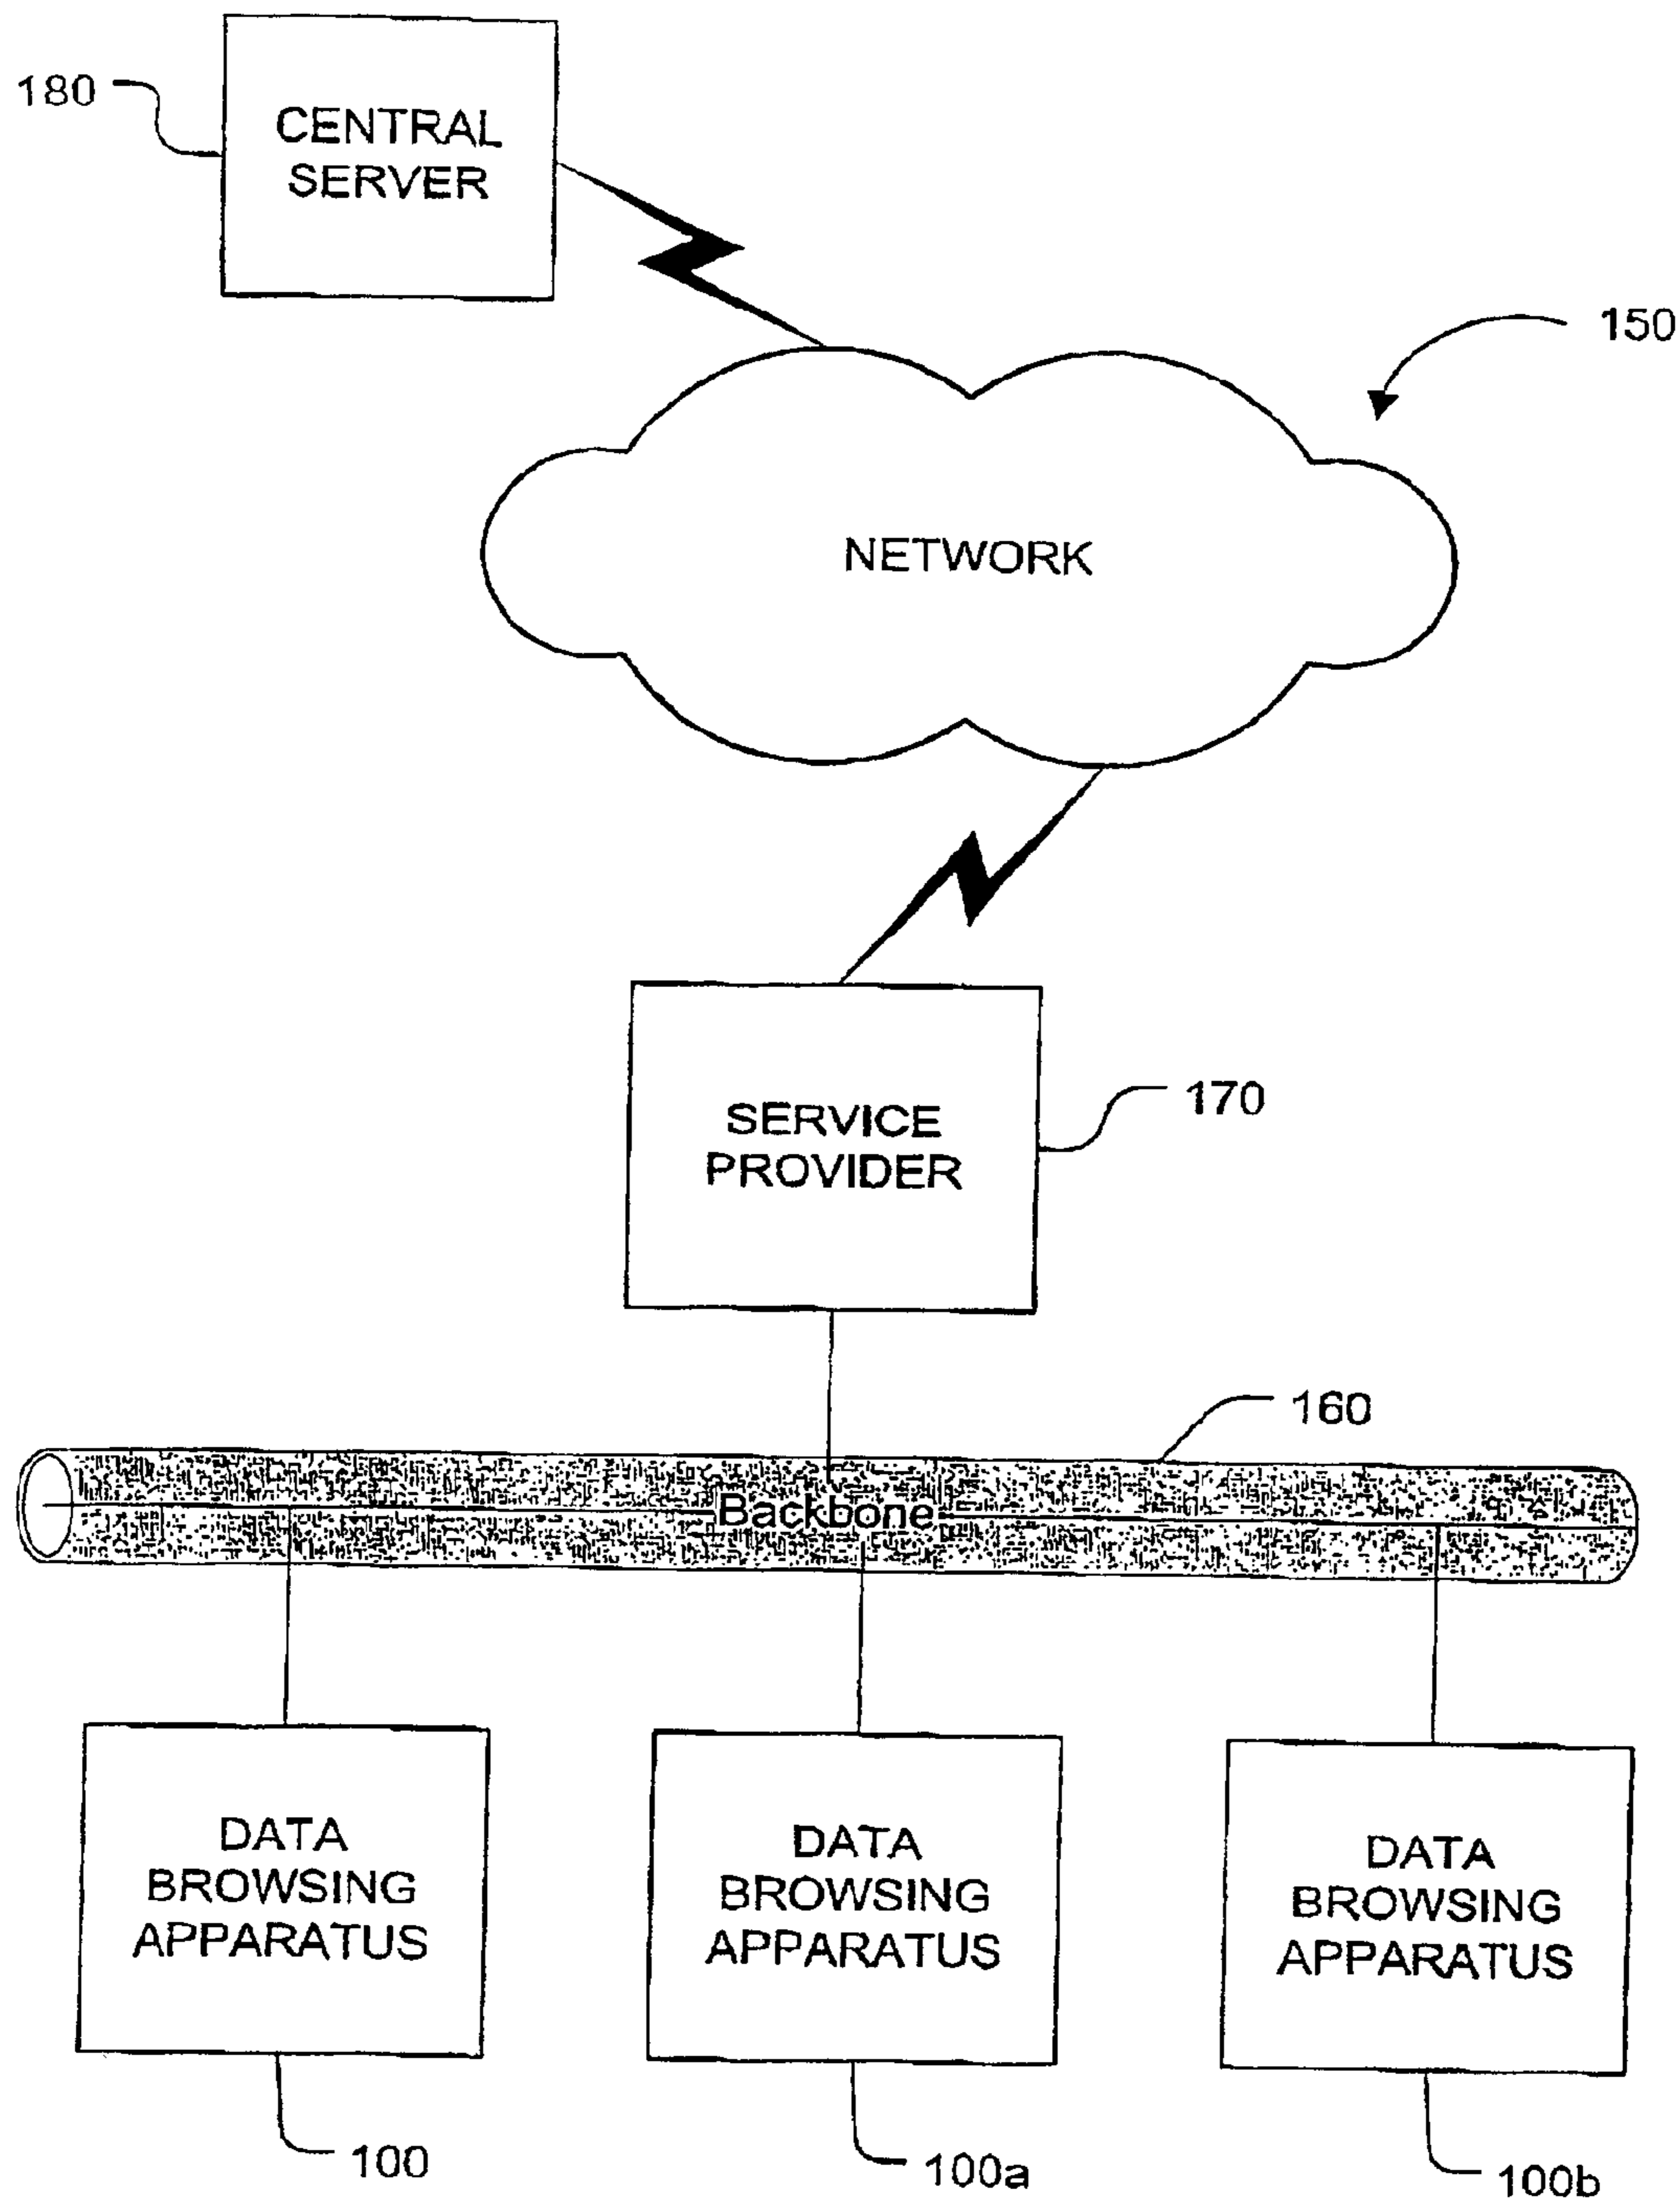 180
CENTRAL
SERVER
150
NETWORK
170
SERVICE
PROVIDER
160
Backbone
DATA
BROWSING
APPARATUS
DATA
BROWSING
APPARATUS
DATA
BROWSING
APPARATUS
100
100a
100b